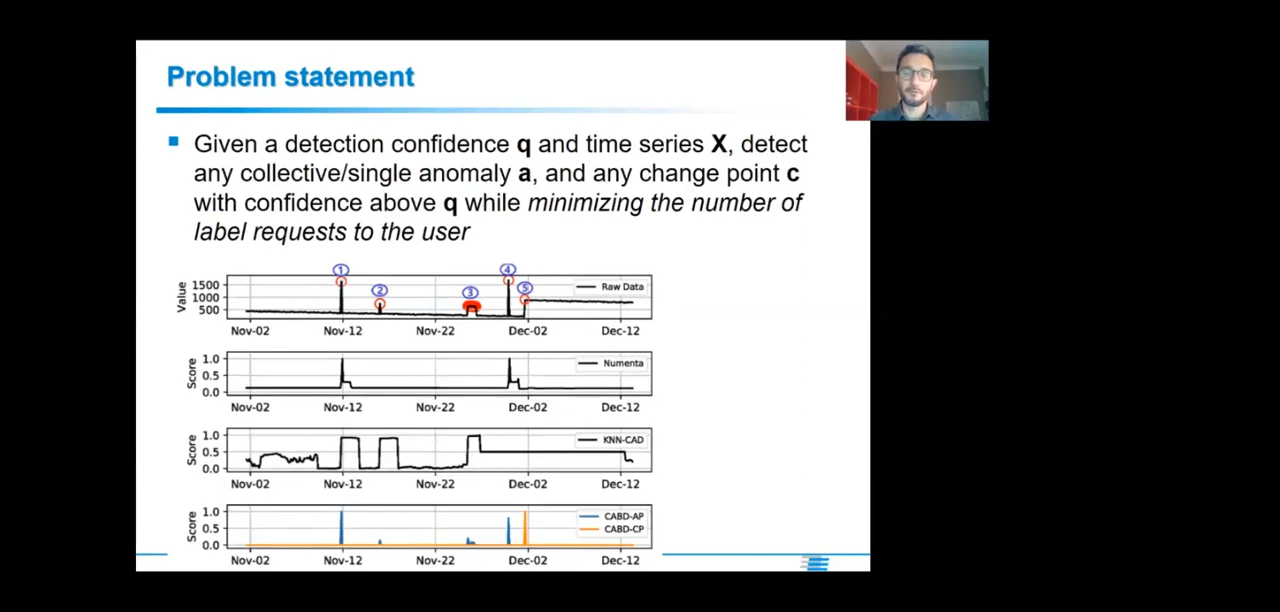 Problem statement
Given a detection confidence q and time series X, detect
any collective/single anomaly a, and any change point c
with confidence above q while minimizing the number of
label requests to the user
1
2
3
4
5
Value
1500
1000
500
Raw Data
Nov-02 Nov-12 Nov-22 Dec-02 Dec-12
Score
1.0
0.5
0.0
Numenta
Nov-02 Nov-12 Nov-22 Dec-02 Dec-12
Score
1.0
0.5
0.0
KNN-CAD
Nov-02 Nov-12 Nov-22 Dec-02 Dec-12
Score
1.0
0.5
0.0
CABD-AP
CABD-CP
Nov-02 Nov-12 Nov-22 Dec-02 Dec-12